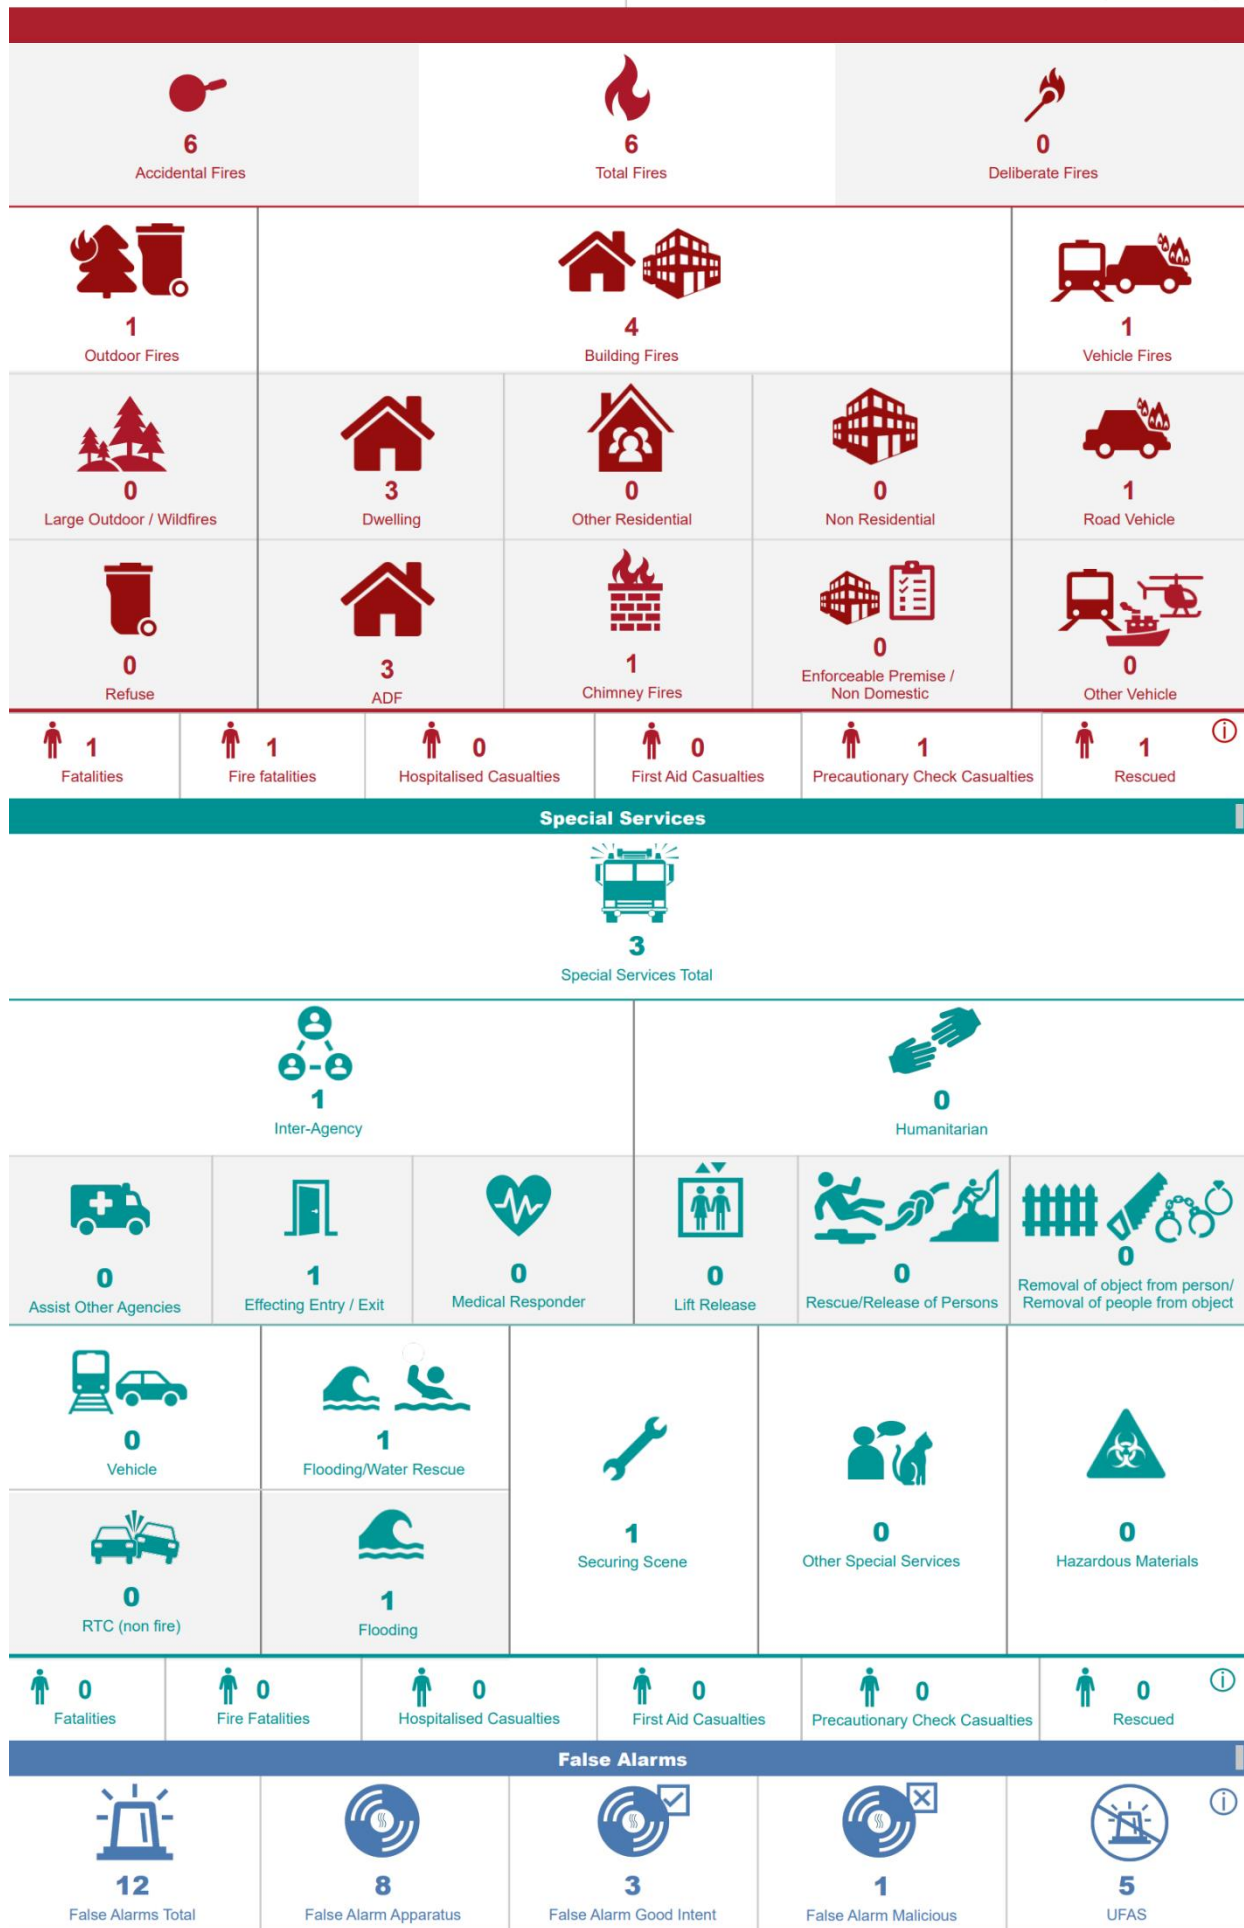 6
Accidental Fires
6
Total Fires
0
Deliberate Fires
1
Outdoor Fires
4
Building Fires
1
Vehicle Fires
0
Large Outdoor / Wildfires
3
Dwelling
0
Other Residential
0
Non Residential
1
Road Vehicle
0
Refuse
3
ADF
1
Chimney Fires
0
Enforceable Premise /
Non Domestic
0
Other Vehicle
1
Fatalities
1
Fire fatalities
0
Hospitalised Casualties
0
First Aid Casualties
1
Precautionary Check Casualties
1
Rescued
Special Services
3
Special Services Total
1
Inter-Agency
0
Humanitarian
0
Assist Other Agencies
1
Effecting Entry / Exit
0
Medical Responder
0
Lift Release
0
Rescue/Release of Persons
0
Removal of object from person/
Removal of people from object
0
Vehicle
1
Flooding/Water Rescue
1
Securing Scene
0
Other Special Services
0
Hazardous Materials
0
RTC (non fire)
1
Flooding
0
Fatalities
0
Fire Fatalities
0
Hospitalised Casualties
0
First Aid Casualties
0
Precautionary Check Casualties
0
Rescued
False Alarms
12
False Alarms Total
8
False Alarm Apparatus
3
False Alarm Good Intent
1
False Alarm Malicious
5
UFAS